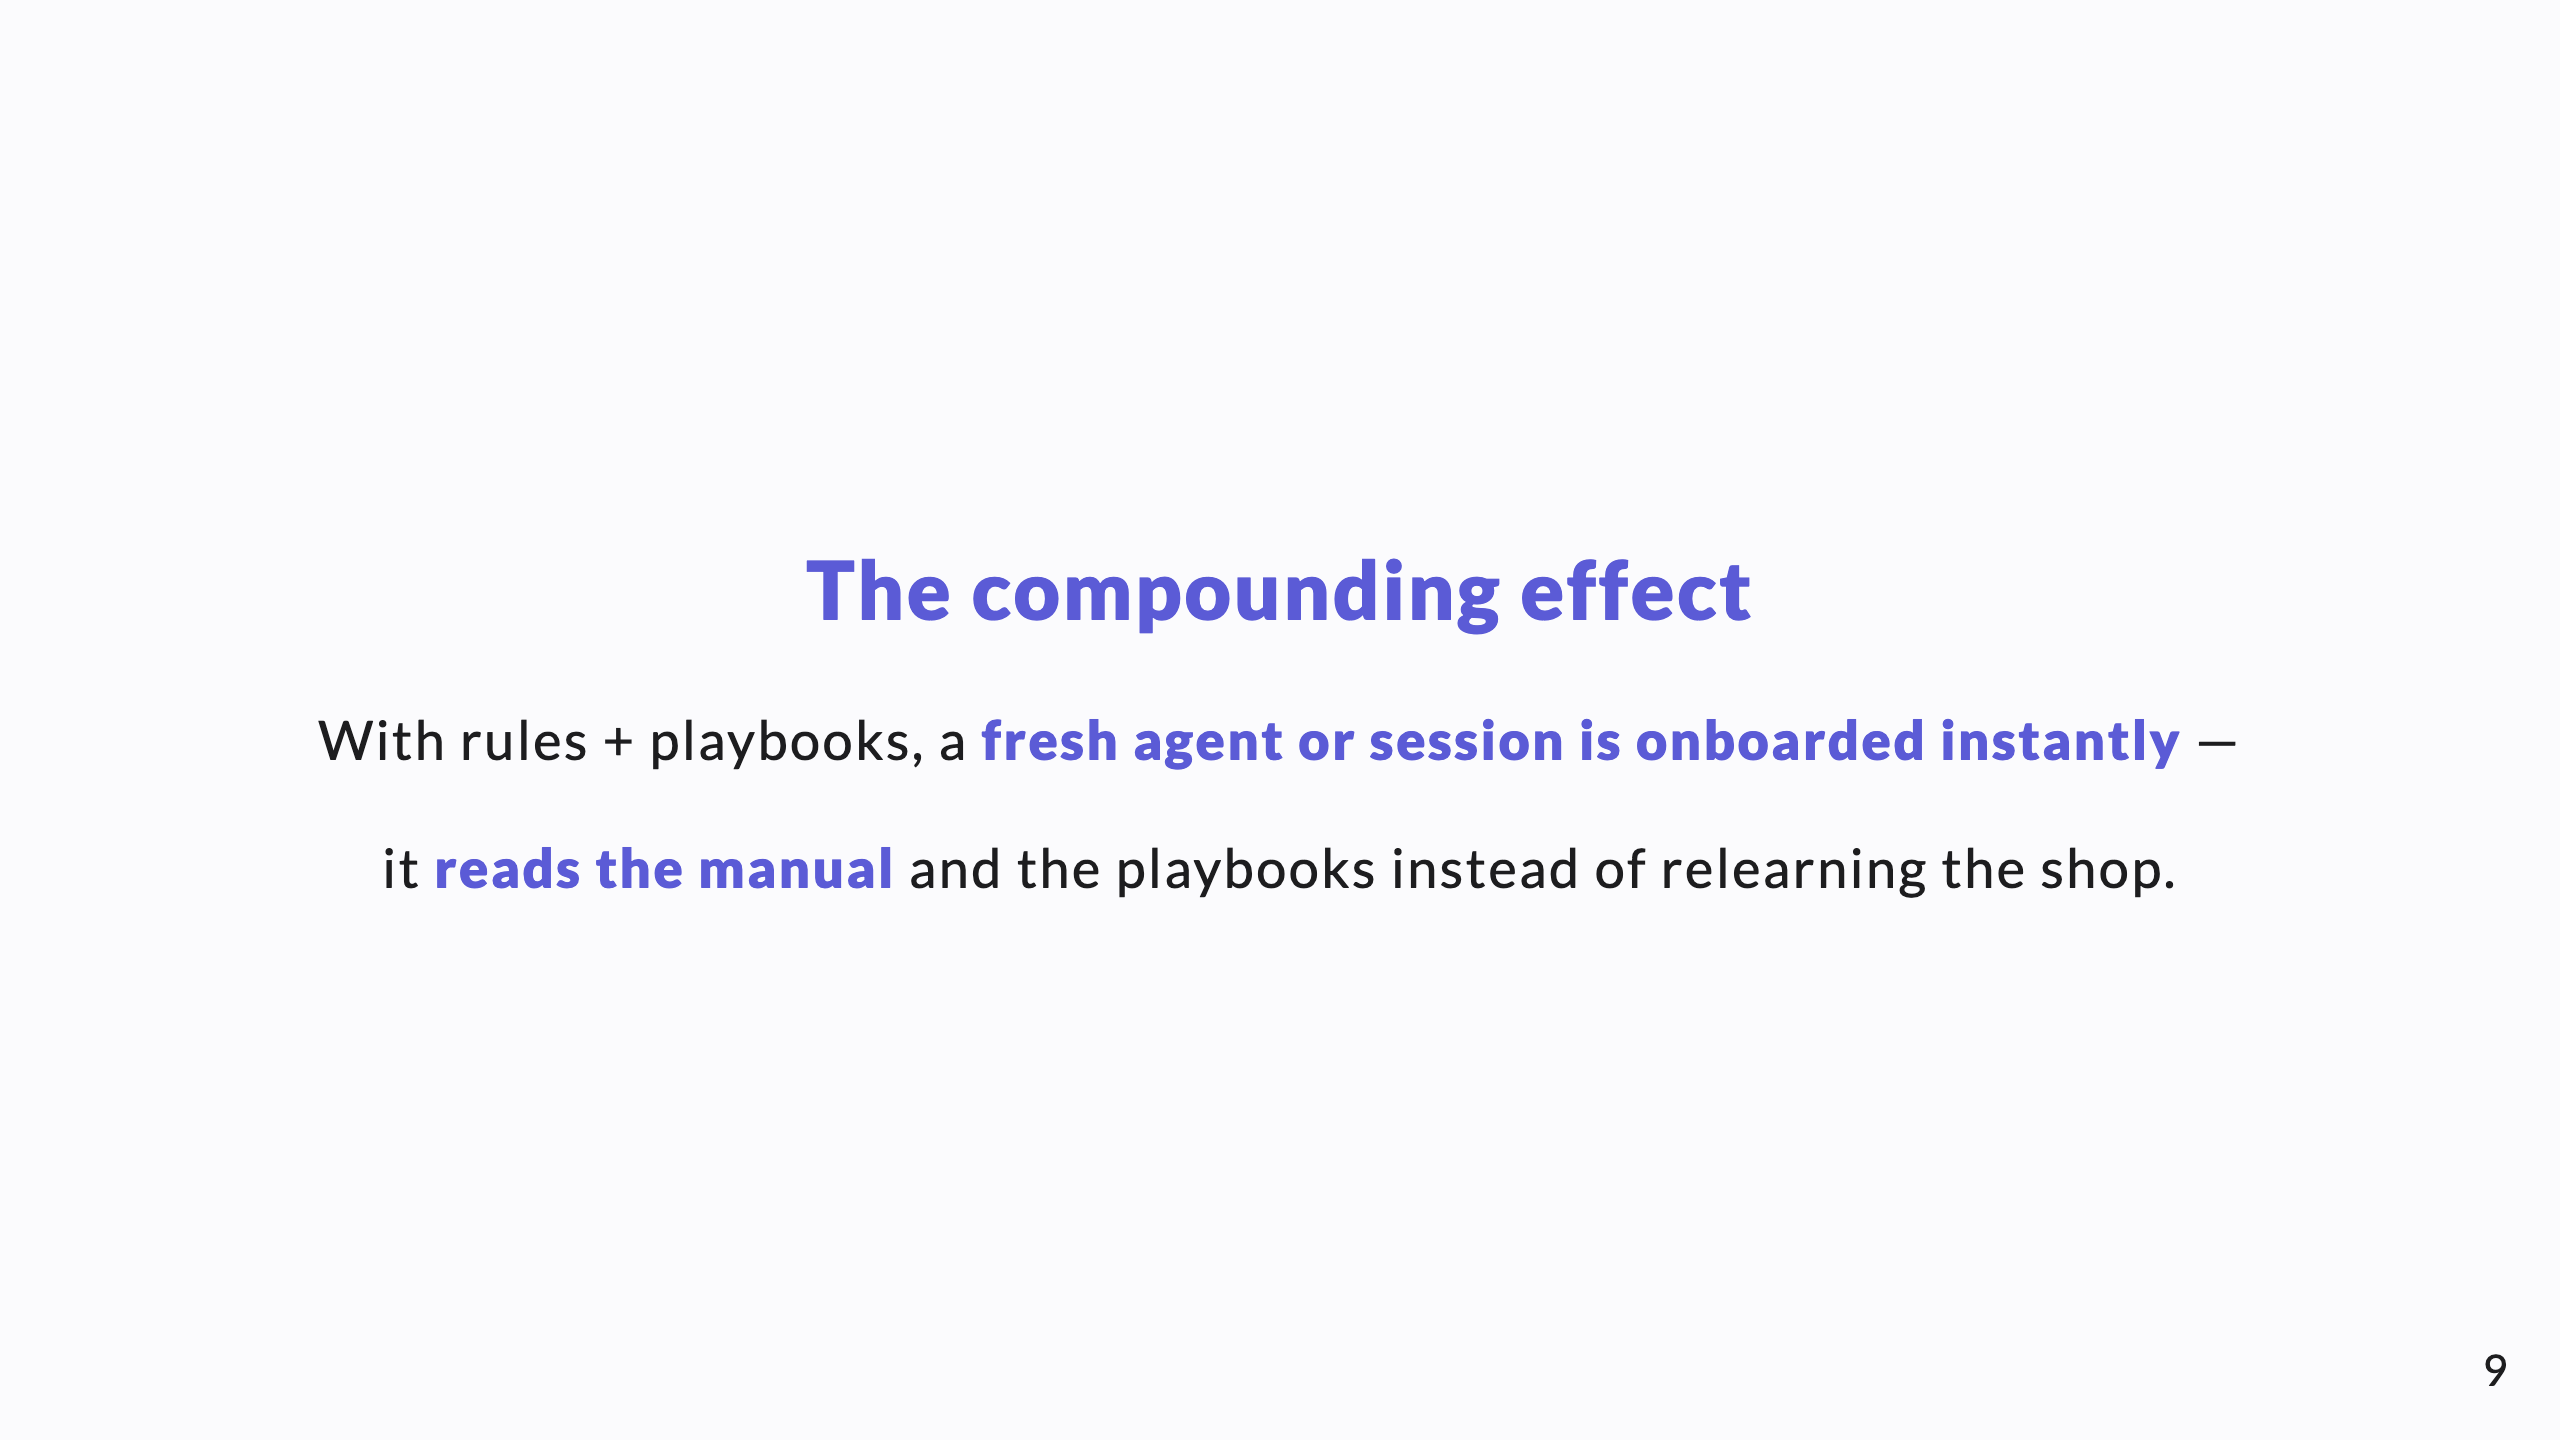 The compounding effect
With rules + playbooks, a fresh agent or session is onboarded instantly —
it reads the manual and the playbooks instead of relearning the shop.
9